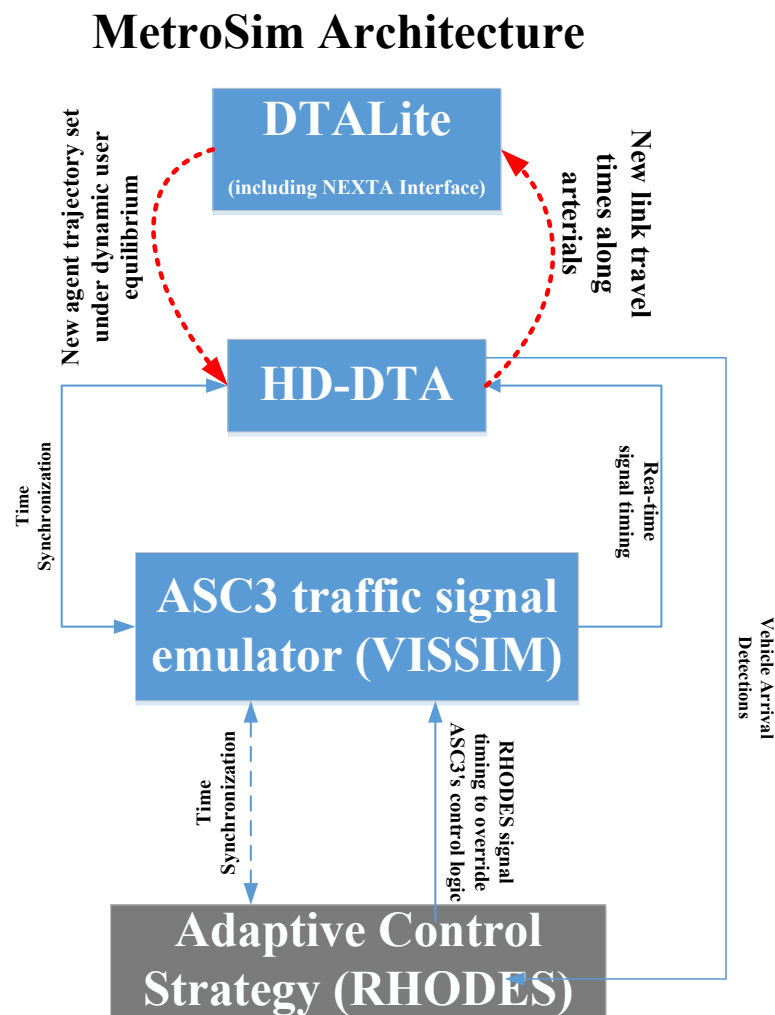 MetroSim Architecture
DTALite
(including NEXTA Interface)
New agent trajectory set
under dynamic user
equilibrium
New link travel
times along
arterials
HD-DTA
Time
Synchronization
Rea-time
signal timing
ASC3 traffic signal
emulator (VISSIM)
Vehicle Arrival
Detections
Time
Synchronization
RHODES signal
timing to override
ASC3's control logic
Adaptive Control
Strategy (RHODES)